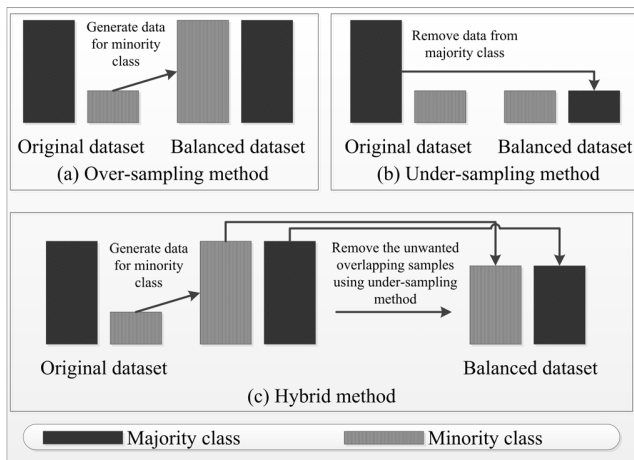 Generate data
for minority
class
Original dataset
Balanced dataset
(a) Over-sampling method
Remove data from
majority class
Original dataset
Balanced dataset
(b) Under-sampling method
Generate data
for minority
class
Remove the unwanted
overlapping samples
using under-sampling
method
Original dataset
Balanced dataset
(c) Hybrid method
Majority class
Minority class